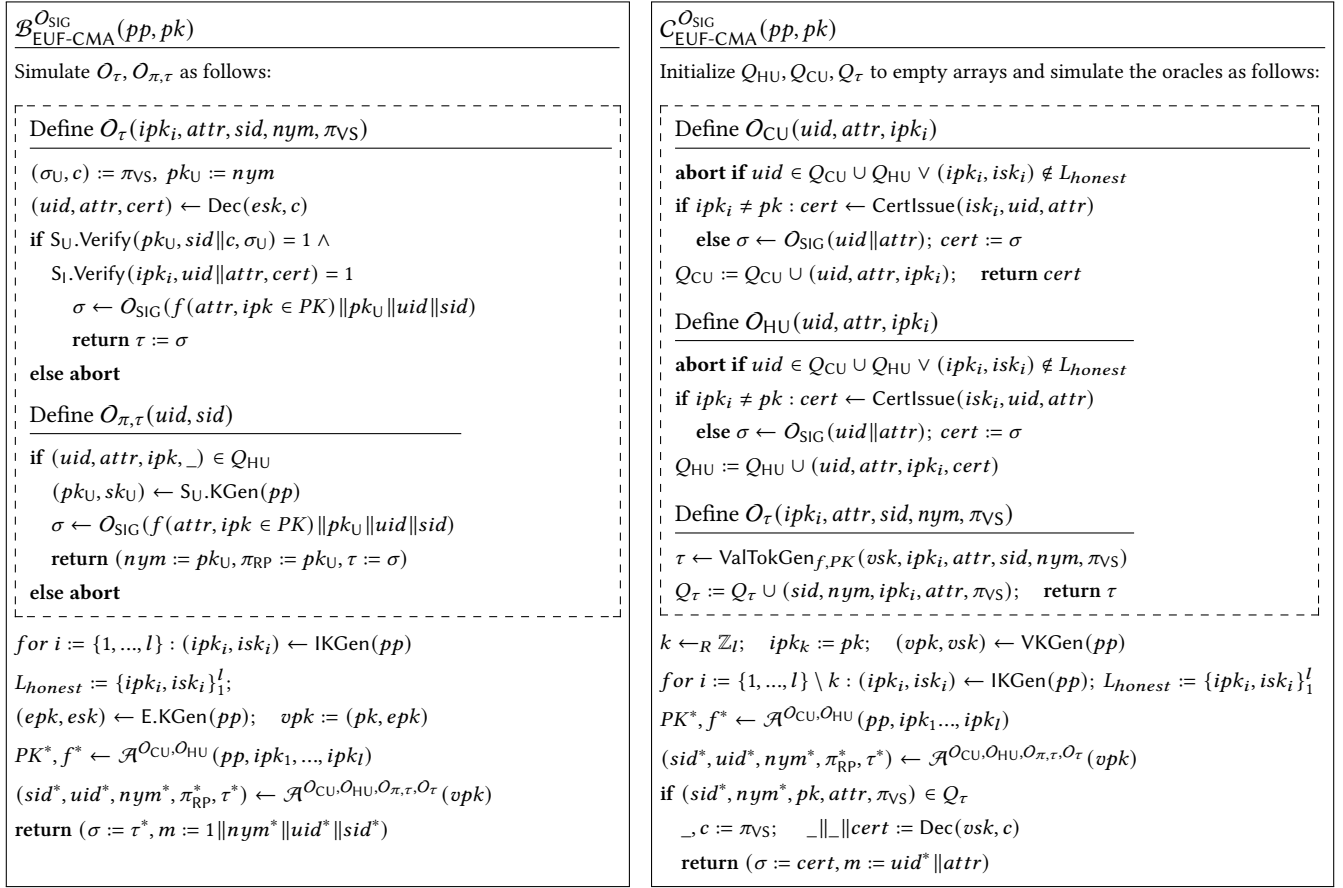 𝓑^{O_SIG}_{EUF-CMA}(pp, pk)
Simulate O_τ, O_{π,τ} as follows:
Define O_τ(ipk_i, attr, sid, nym, π_VS)
(σ_U, c) := π_VS, pk_U := nym
(uid, attr, cert) ← Dec(esk, c)
if S_U.Verify(pk_U, sid||c, σ_U) = 1 ∧
S_I.Verify(ipk_i, uid||attr, cert) = 1
σ ← O_SIG(f(attr, ipk ∈ PK)||pk_U||uid||sid)
return τ := σ
else abort
Define O_{π,τ}(uid, sid)
if (uid, attr, ipk, _) ∈ Q_HU
(pk_U, sk_U) ← S_U.KGen(pp)
σ ← O_SIG(f(attr, ipk ∈ PK)||pk_U||uid||sid)
return (nym := pk_U, π_RP := pk_U, τ := σ)
else abort
for i := {1, ..., l} : (ipk_i, isk_i) ← IKGen(pp)
L_honest := {ipk_i, isk_i}_1^l;
(epk, esk) ← E.KGen(pp); vpk := (pk, epk)
PK*, f* ← 𝒜^{O_CU, O_HU}(pp, ipk_1, ..., ipk_l)
(sid*, uid*, nym*, π*_RP, τ*) ← 𝒜^{O_CU, O_HU, O_{π,τ}, O_τ}(vpk)
return (σ := τ*, m := 1||nym*||uid*||sid*)
𝒞^{O_SIG}_{EUF-CMA}(pp, pk)
Initialize Q_HU, Q_CU, Q_τ to empty arrays and simulate the oracles as follows:
Define O_CU(uid, attr, ipk_i)
abort if uid ∈ Q_CU ∪ Q_HU ∨ (ipk_i, isk_i) ∉ L_honest
if ipk_i ≠ pk : cert ← CertIssue(isk_i, uid, attr)
else σ ← O_SIG(uid||attr); cert := σ
Q_CU := Q_CU ∪ (uid, attr, ipk_i); return cert
Define O_HU(uid, attr, ipk_i)
abort if uid ∈ Q_CU ∪ Q_HU ∨ (ipk_i, isk_i) ∉ L_honest
if ipk_i ≠ pk : cert ← CertIssue(isk_i, uid, attr)
else σ ← O_SIG(uid||attr); cert := σ
Q_HU := Q_HU ∪ (uid, attr, ipk_i, cert)
Define O_τ(ipk_i, attr, sid, nym, π_VS)
τ ← ValTokGen_{f,PK}(vsk, ipk_i, attr, sid, nym, π_VS)
Q_τ := Q_τ ∪ (sid, nym, ipk_i, attr, π_VS); return τ
k ←_R ℤ_l; ipk_k := pk; (vpk, vsk) ← VKGen(pp)
for i := {1, ..., l} \ k : (ipk_i, isk_i) ← IKGen(pp); L_honest := {ipk_i, isk_i}_1^l
PK*, f* ← 𝒜^{O_CU, O_HU}(pp, ipk_1..., ipk_l)
(sid*, uid*, nym*, π*_RP, τ*) ← 𝒜^{O_CU, O_HU, O_{π,τ}, O_τ}(vpk)
if (sid*, nym*, pk, attr, π_VS) ∈ Q_τ
_, c := π_VS; _||_||cert := Dec(vsk, c)
return (σ := cert, m := uid*||attr)